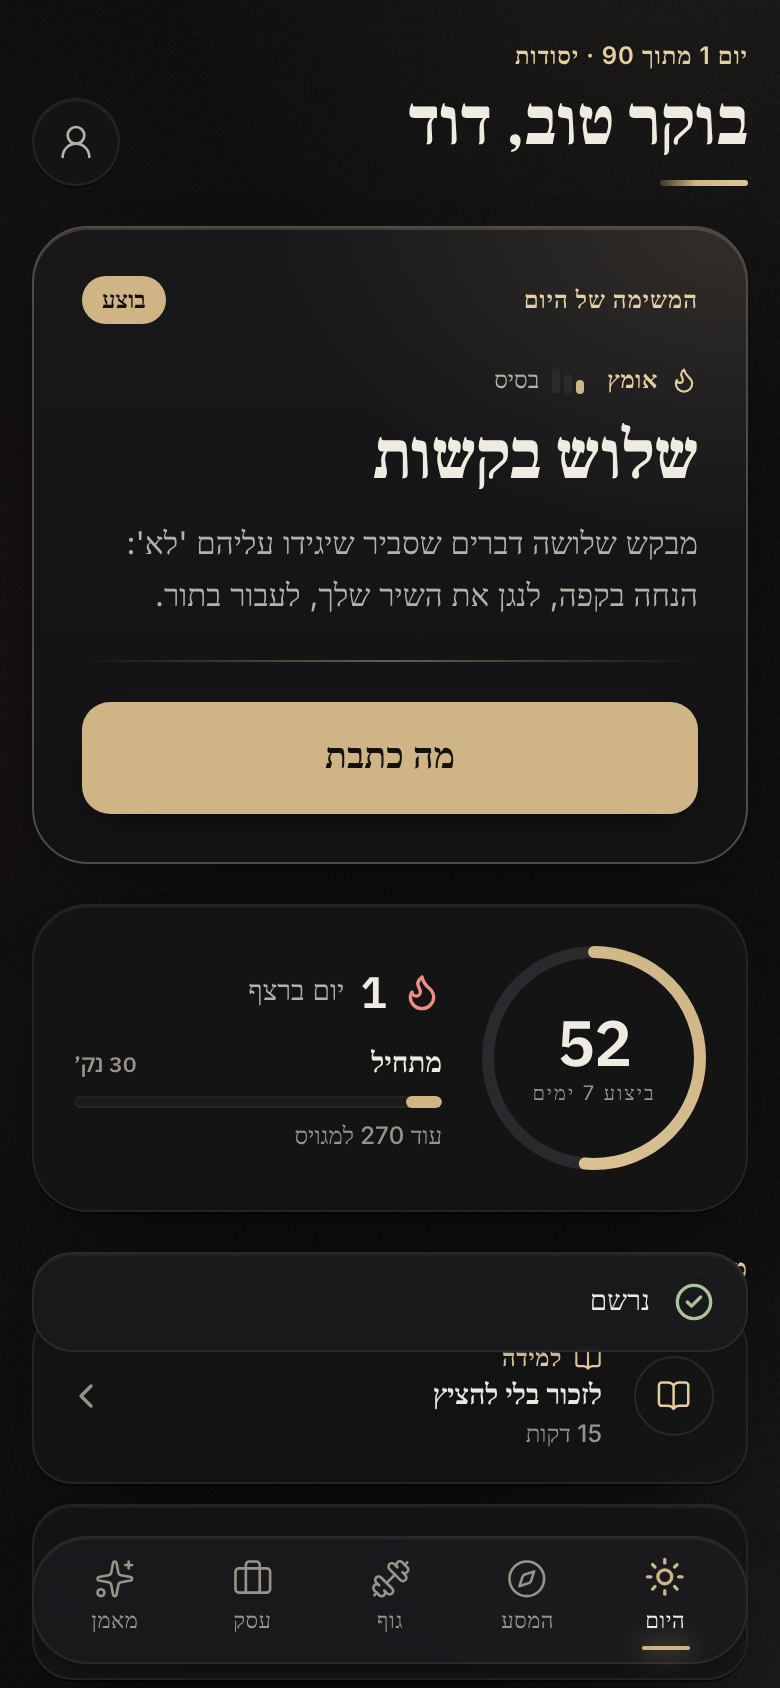 יום 1 מתוך 90 · יסודות
בוקר טוב, דוד
המשימה של היום
בוצע
אומץ
בסיס
שלוש בקשות
מבקש שלושה דברים שסביר שיגידו עליהם 'לא':
הנחה בקפה, לנגן את השיר שלך, לעבור בתור.
מה כתבת
52
ביצוע 7 ימים
1 יום ברצף
מתחיל
30 נק׳
עוד 270 למגויס
נרשם
למידה
לזכור בלי להציץ
15 דקות
היום
המסע
גוף
עסק
מאמן